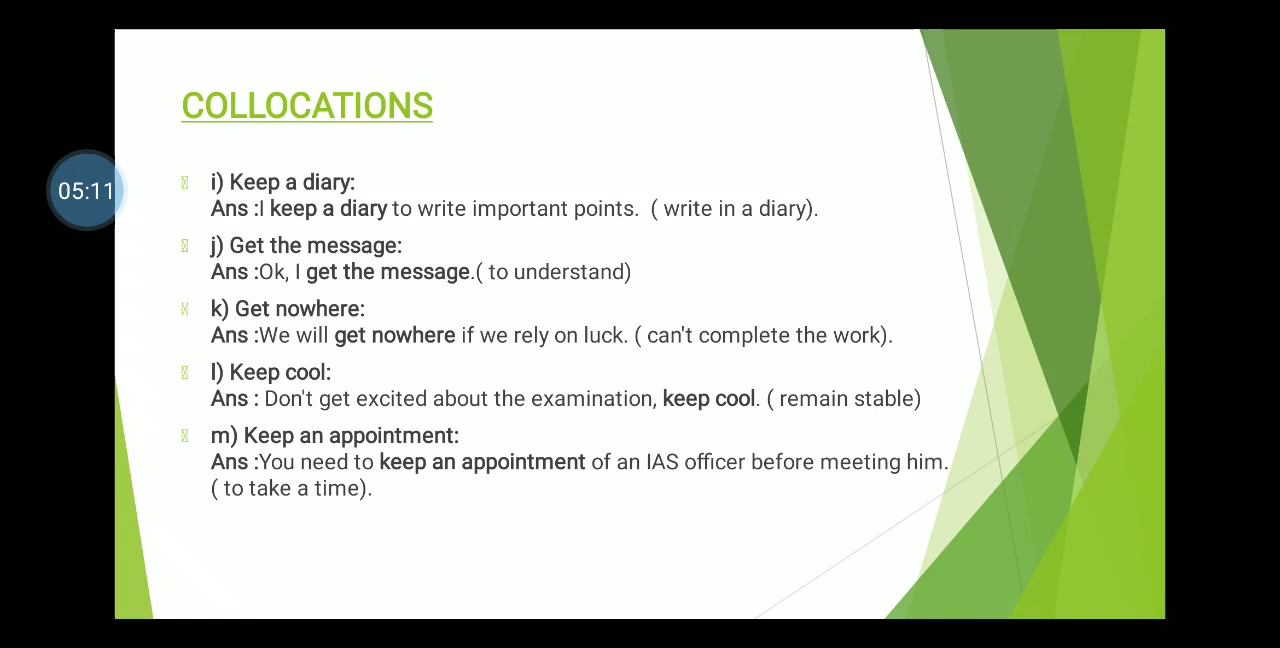 COLLOCATIONS
05:11
i) Keep a diary:
Ans :I keep a diary to write important points.  ( write in a diary).
j) Get the message:
Ans :Ok, I get the message.( to understand)
k) Get nowhere:
Ans :We will get nowhere if we rely on luck. ( can't complete the work).
l) Keep cool:
Ans : Don't get excited about the examination, keep cool. ( remain stable)
m) Keep an appointment:
Ans :You need to keep an appointment of an IAS officer before meeting him.
( to take a time).